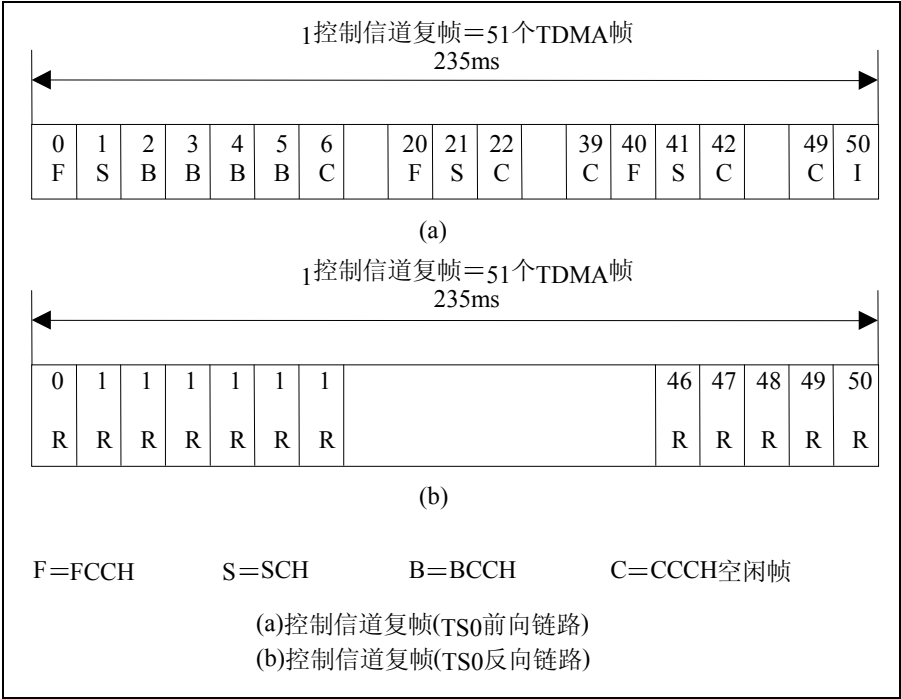 1控制信道复帧＝51个TDMA帧
235ms
0 1 2 3 4 5 6 20 21 22 39 40 41 42 49 50
F S B B B B C F S C C F S C C I
(a)
1控制信道复帧＝51个TDMA帧
235ms
0 1 1 1 1 1 1 46 47 48 49 50
R R R R R R R R R R R R
(b)
F＝FCCH S＝SCH B＝BCCH C＝CCCH空闲帧
(a)控制信道复帧(TS0前向链路)
(b)控制信道复帧(TS0反向链路)